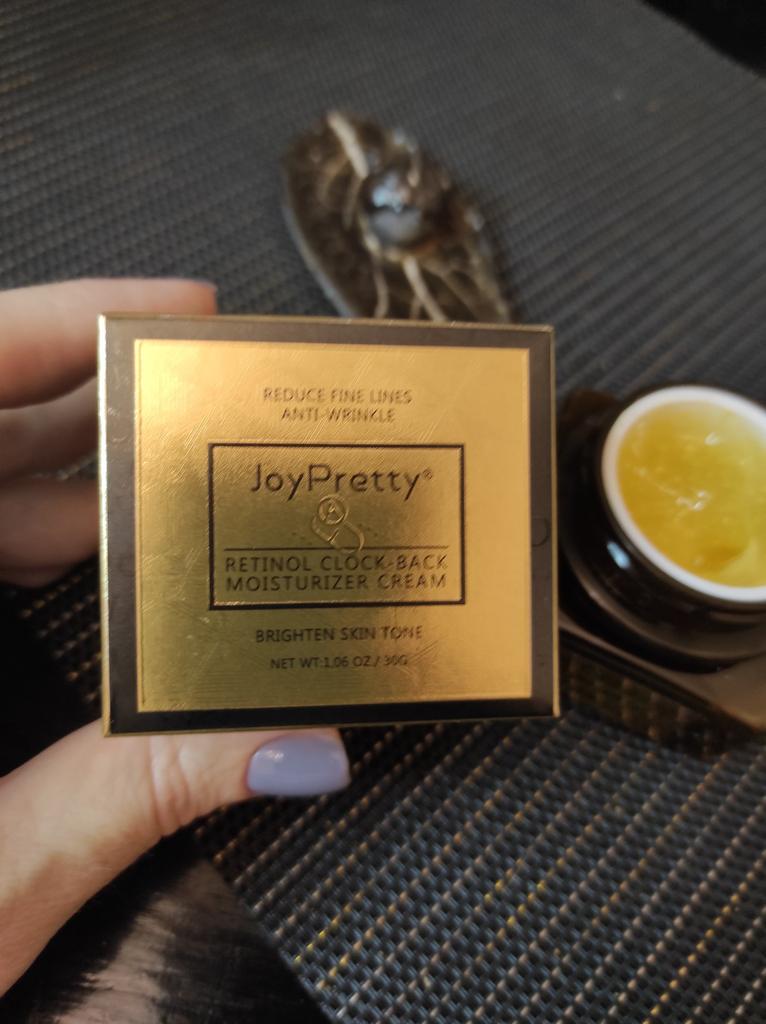 REDUCE FINE LINES
ANTI-WRINKLE
JoyPretty®
RETINOL CLOCK-BACK
MOISTURIZER CREAM
BRIGHTEN SKIN TONE
NET WT:1.06 OZ./ 30G